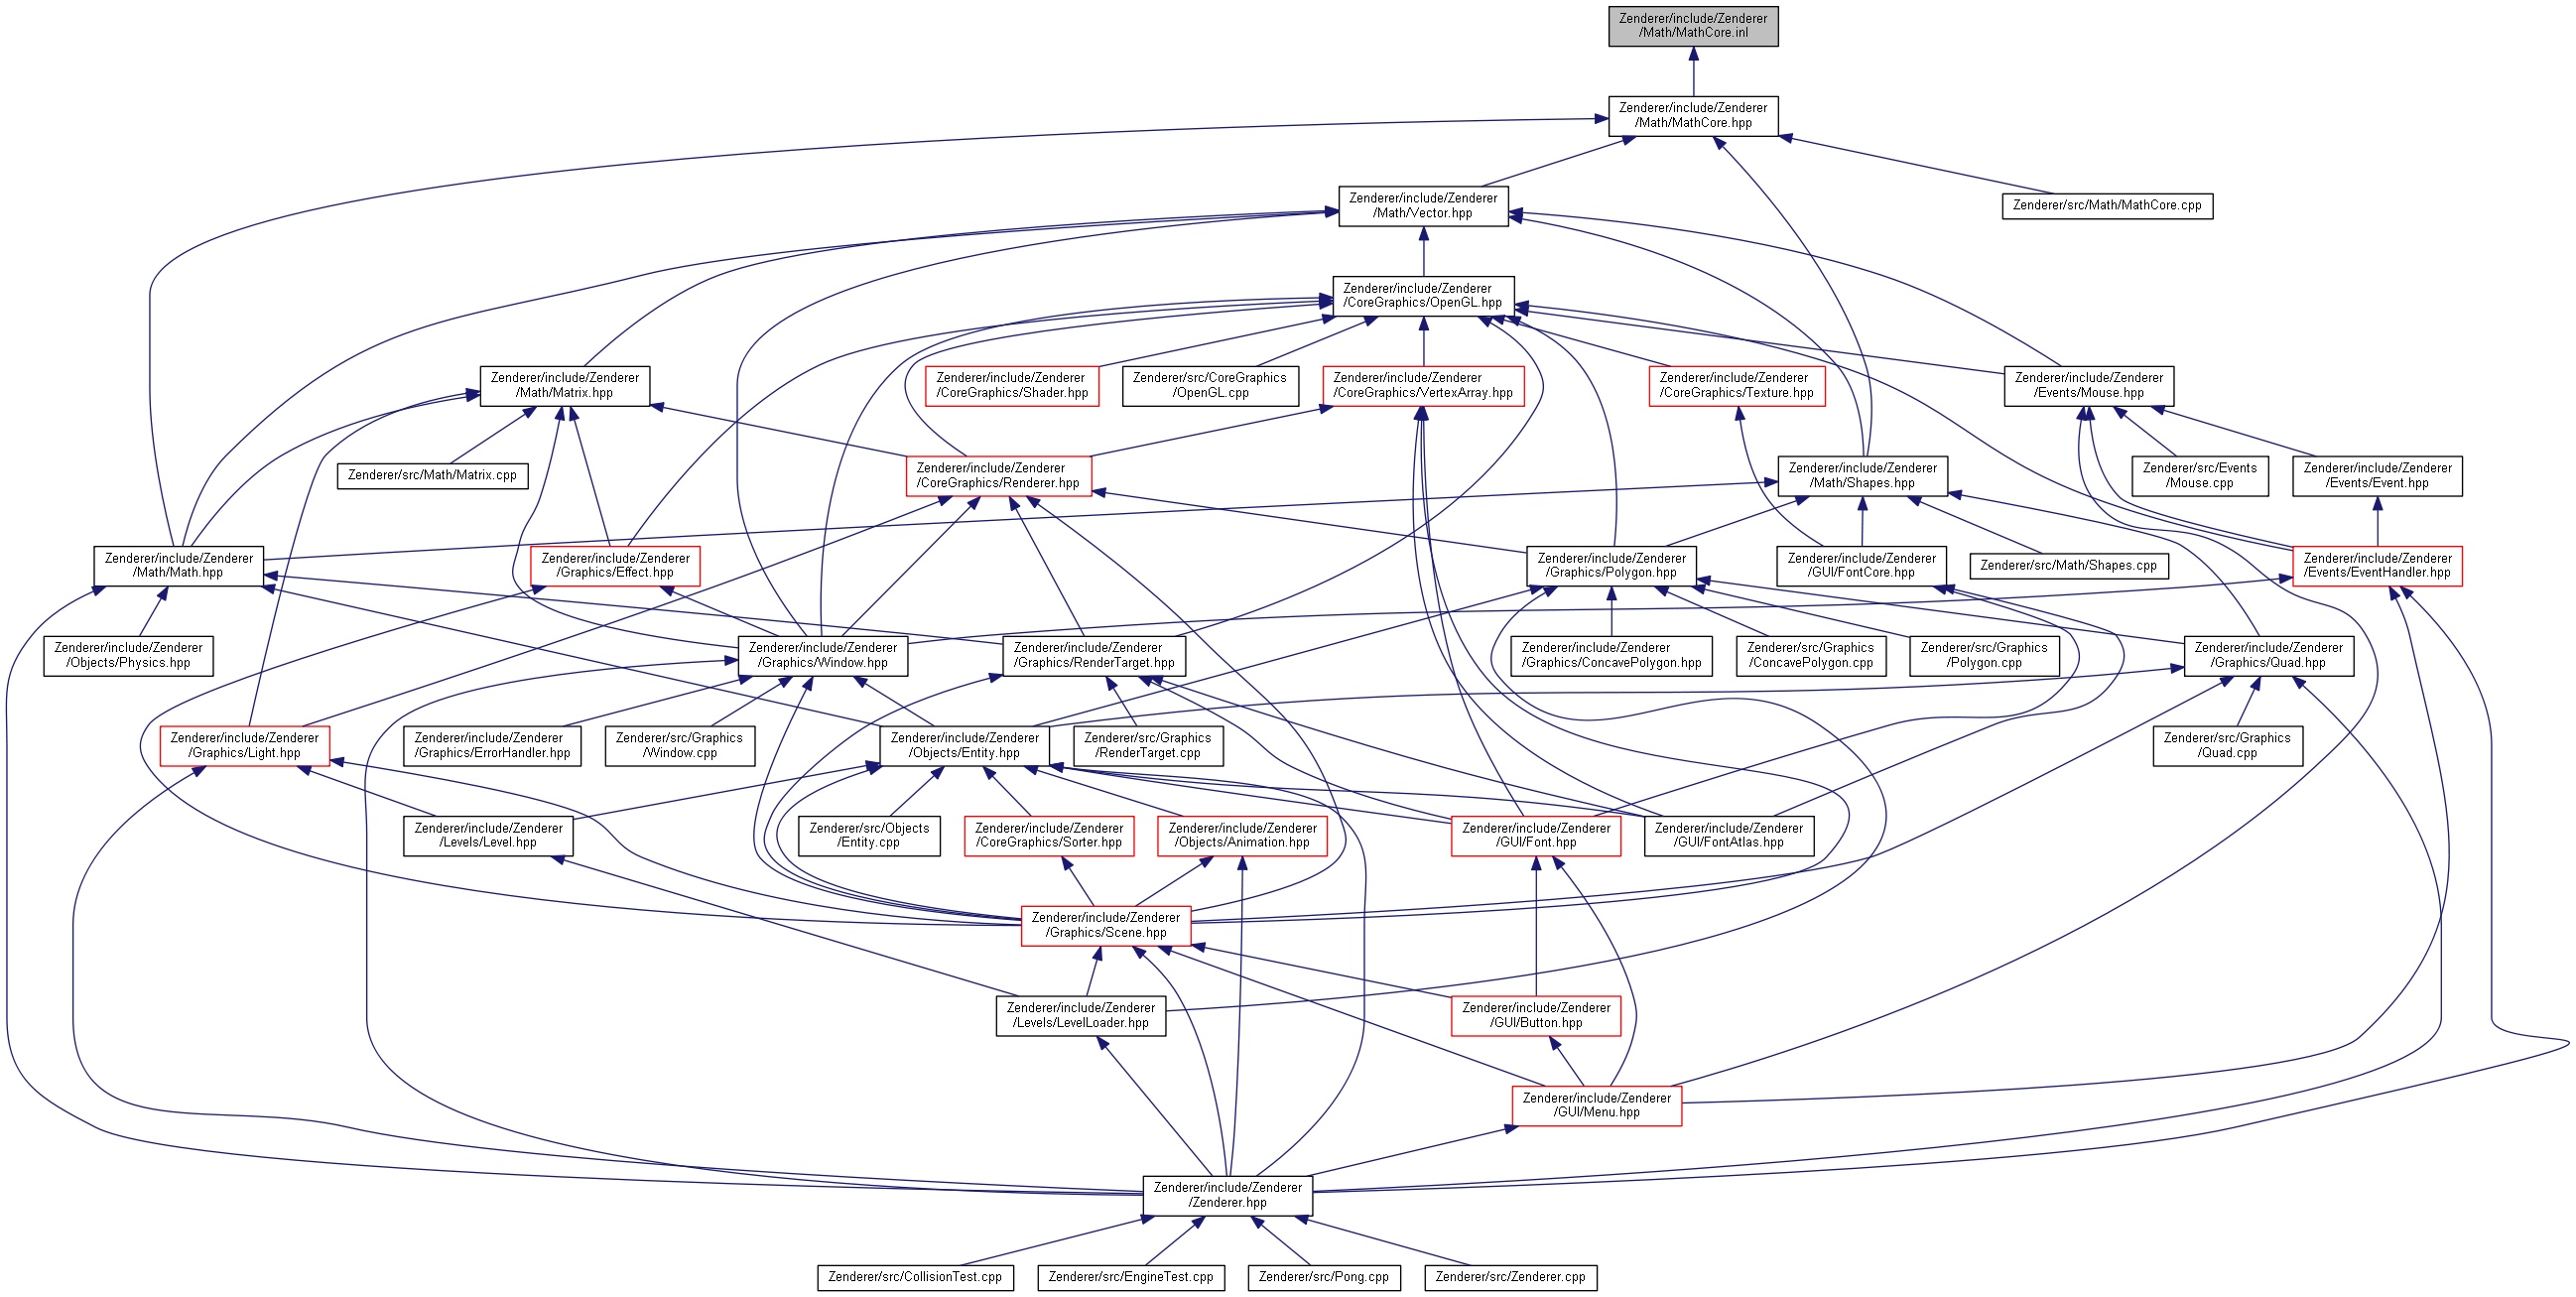 Zenderer/include/Zenderer
/Math/MathCore.inl
Zenderer/include/Zenderer
/Math/MathCore.hpp
Zenderer/include/Zenderer
/Math/Vector.hpp
Zenderer/src/Math/MathCore.cpp
Zenderer/include/Zenderer
/CoreGraphics/OpenGL.hpp
Zenderer/include/Zenderer
/Math/Matrix.hpp
Zenderer/include/Zenderer
/CoreGraphics/Shader.hpp
Zenderer/src/CoreGraphics
/OpenGL.cpp
Zenderer/include/Zenderer
/CoreGraphics/VertexArray.hpp
Zenderer/include/Zenderer
/CoreGraphics/Texture.hpp
Zenderer/include/Zenderer
/Events/Mouse.hpp
Zenderer/src/Math/Matrix.cpp
Zenderer/include/Zenderer
/CoreGraphics/Renderer.hpp
Zenderer/include/Zenderer
/Math/Shapes.hpp
Zenderer/src/Events
/Mouse.cpp
Zenderer/include/Zenderer
/Events/Event.hpp
Zenderer/include/Zenderer
/Math/Math.hpp
Zenderer/include/Zenderer
/Graphics/Effect.hpp
Zenderer/include/Zenderer
/Graphics/Polygon.hpp
Zenderer/include/Zenderer
/GUI/FontCore.hpp
Zenderer/src/Math/Shapes.cpp
Zenderer/include/Zenderer
/Events/EventHandler.hpp
Zenderer/include/Zenderer
/Objects/Physics.hpp
Zenderer/include/Zenderer
/Graphics/Window.hpp
Zenderer/include/Zenderer
/Graphics/RenderTarget.hpp
Zenderer/include/Zenderer
/Graphics/ConcavePolygon.hpp
Zenderer/src/Graphics
/ConcavePolygon.cpp
Zenderer/src/Graphics
/Polygon.cpp
Zenderer/include/Zenderer
/Graphics/Quad.hpp
Zenderer/include/Zenderer
/Graphics/Light.hpp
Zenderer/include/Zenderer
/Graphics/ErrorHandler.hpp
Zenderer/src/Graphics
/Window.cpp
Zenderer/include/Zenderer
/Objects/Entity.hpp
Zenderer/src/Graphics
/RenderTarget.cpp
Zenderer/src/Graphics
/Quad.cpp
Zenderer/include/Zenderer
/Levels/Level.hpp
Zenderer/src/Objects
/Entity.cpp
Zenderer/include/Zenderer
/CoreGraphics/Sorter.hpp
Zenderer/include/Zenderer
/Objects/Animation.hpp
Zenderer/include/Zenderer
/GUI/Font.hpp
Zenderer/include/Zenderer
/GUI/FontAtlas.hpp
Zenderer/include/Zenderer
/Graphics/Scene.hpp
Zenderer/include/Zenderer
/Levels/LevelLoader.hpp
Zenderer/include/Zenderer
/GUI/Button.hpp
Zenderer/include/Zenderer
/GUI/Menu.hpp
Zenderer/include/Zenderer
/Zenderer.hpp
Zenderer/src/CollisionTest.cpp
Zenderer/src/EngineTest.cpp
Zenderer/src/Pong.cpp
Zenderer/src/Zenderer.cpp